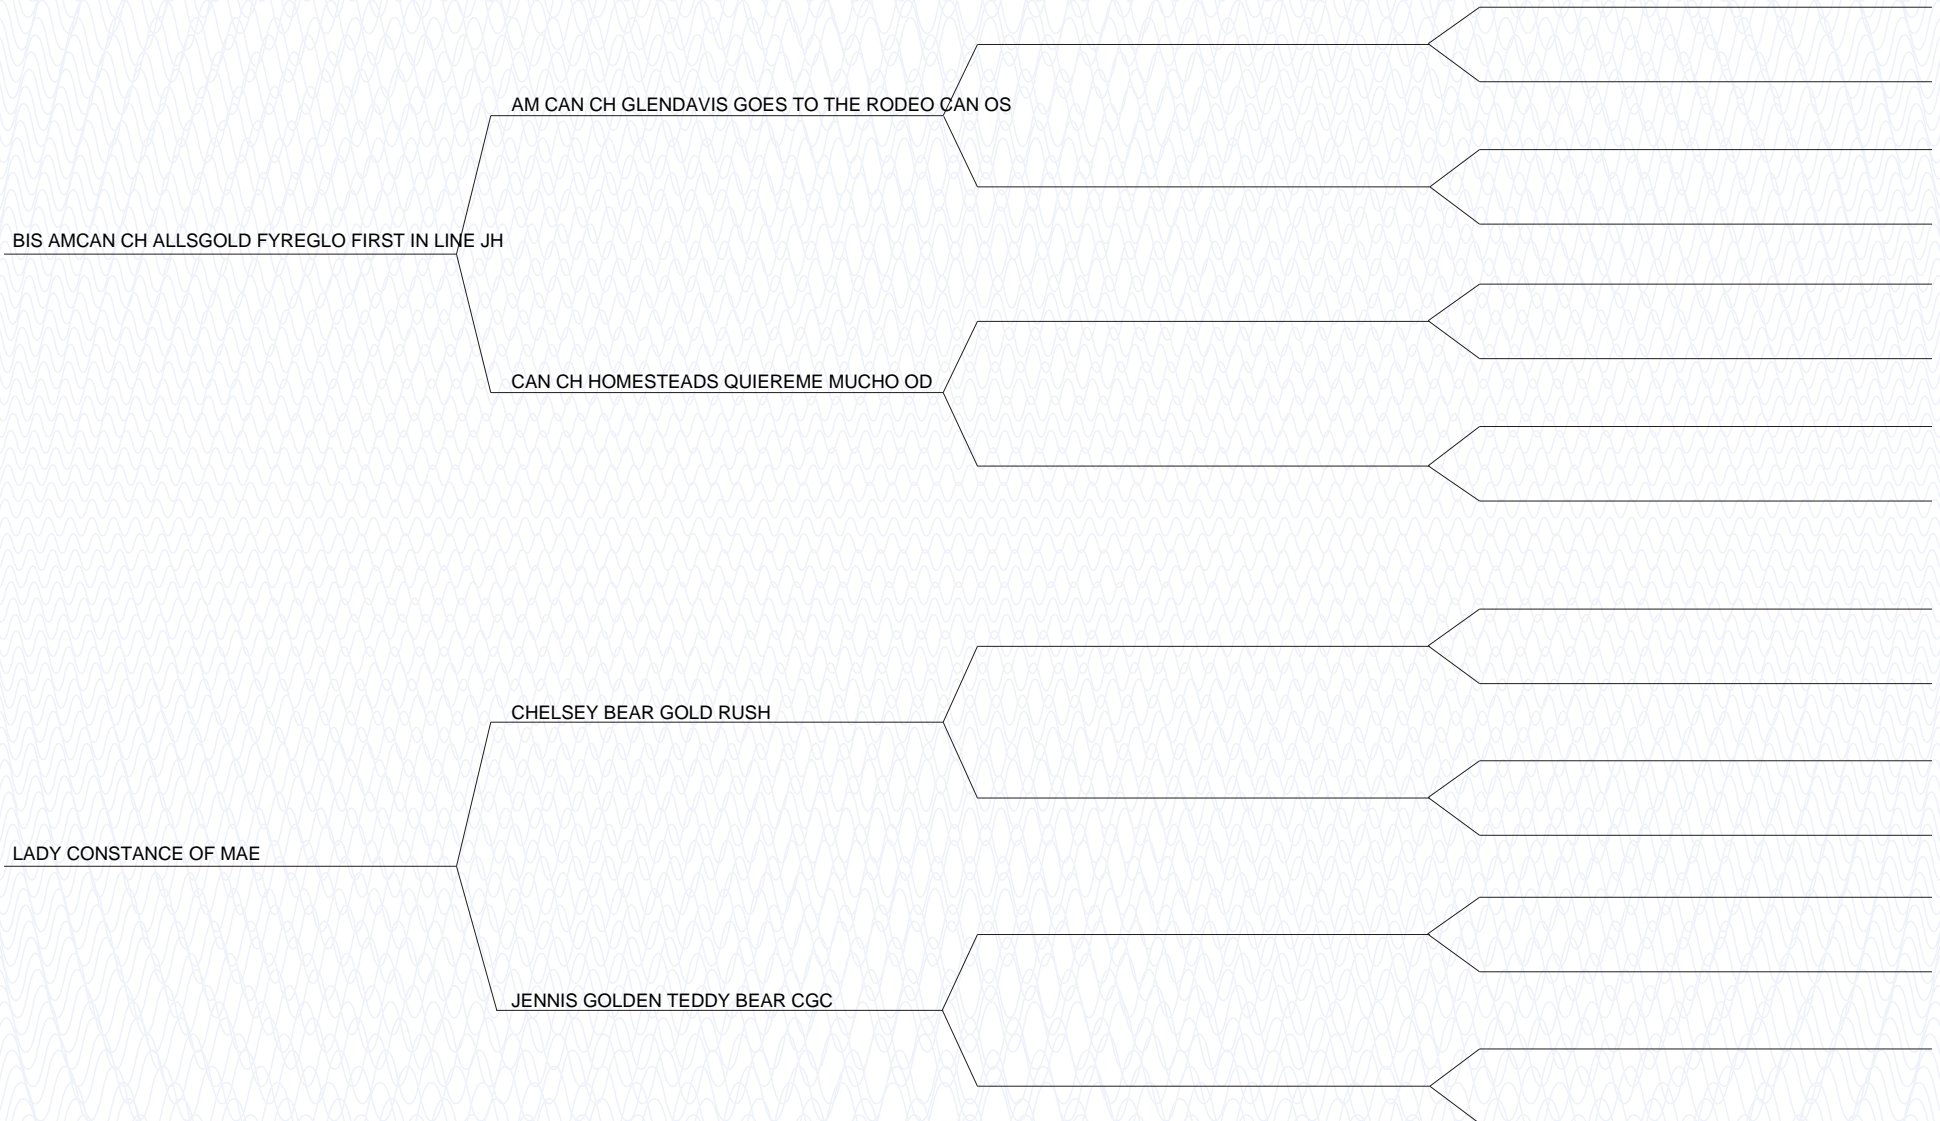 AM CAN CH GLENDAVIS GOES TO THE RODEO CAN OS
BIS AMCAN CH ALLSGOLD FYREGLO FIRST IN LINE JH
CAN CH HOMESTEADS QUIEREME MUCHO OD
CHELSEY BEAR GOLD RUSH
LADY CONSTANCE OF MAE
JENNIS GOLDEN TEDDY BEAR CGC